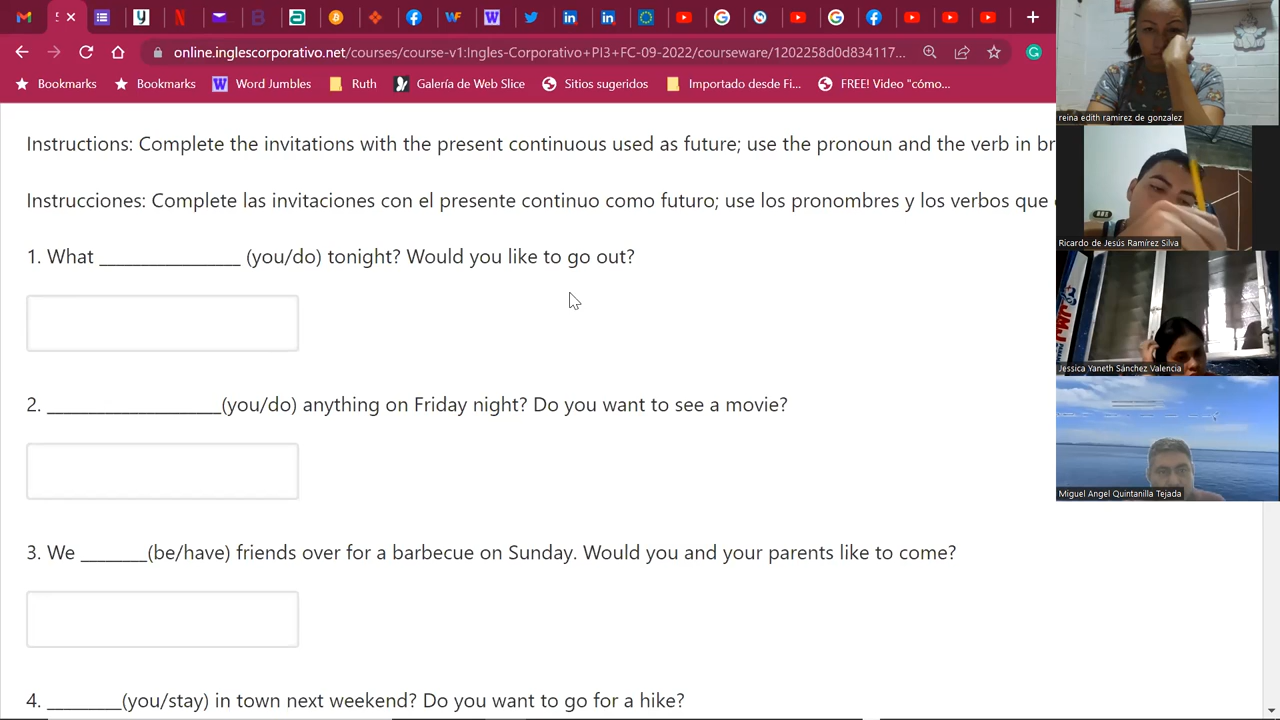 online.inglescorporativo.net/courses/course-v1:Ingles-Corporativo+PI3+FC-09-2022/courseware/1202258d0d834117...
Bookmarks Bookmarks Word Jumbles Ruth Galería de Web Slice Sitios sugeridos Importado desde Fi... FREE! Video "cómo...
Instructions: Complete the invitations with the present continuous used as future; use the pronoun and the verb in br
Instrucciones: Complete las invitaciones con el presente continuo como futuro; use los pronombres y los verbos que
1. What ________________ (you/do) tonight? Would you like to go out?
2. ____________________(you/do) anything on Friday night? Do you want to see a movie?
3. We ________(be/have) friends over for a barbecue on Sunday. Would you and your parents like to come?
4. _________(you/stay) in town next weekend? Do you want to go for a hike?
reina edith ramirez de gonzalez
Ricardo de Jesús Ramírez Silva
Jessica Yaneth Sánchez Valencia
Miguel Angel Quintanilla Tejada